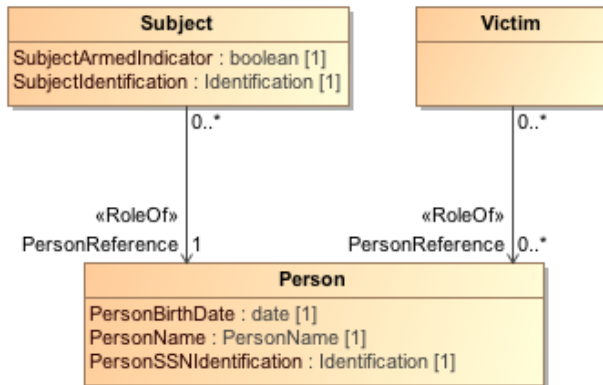 Subject
SubjectArmedIndicator : boolean [1]
SubjectIdentification : Identification [1]
Victim
0..*
0..*
«RoleOf»
PersonReference 1
«RoleOf»
PersonReference 0..*
Person
PersonBirthDate : date [1]
PersonName : PersonName [1]
PersonSSNIdentification : Identification [1]